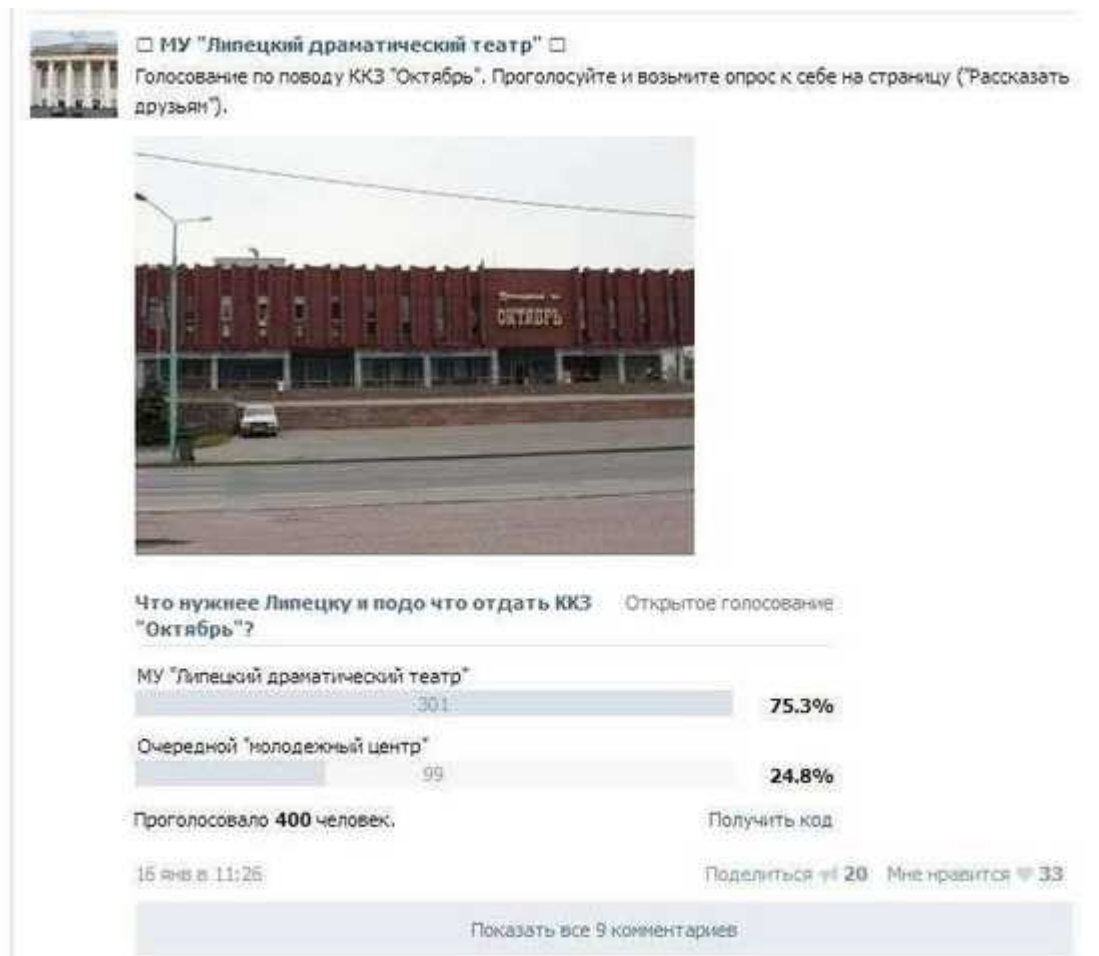 □ МУ "Липецкий драматический театр" □
Голосование по поводу ККЗ "Октябрь". Проголосуйте и возьмите опрос к себе на страницу ("Рассказать
друзьям").
ОКТЯБРЬ
Что нужнее Липецку и подо что отдать ККЗ
"Октябрь"?
Открытое голосование
МУ "Липецкий драматический театр"
301
75.3%
Очередной "молодежный центр"
99
24.8%
Проголосовало 400 человек.
Получить код
16 янв в 11:26
Поделиться 20 Мне нравится 33
Показать все 9 комментариев